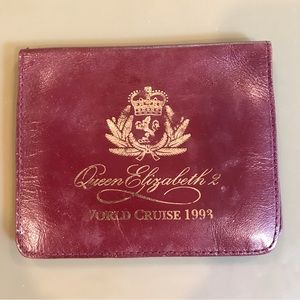 Queen Elizabeth 2
WORLD CRUISE 1993